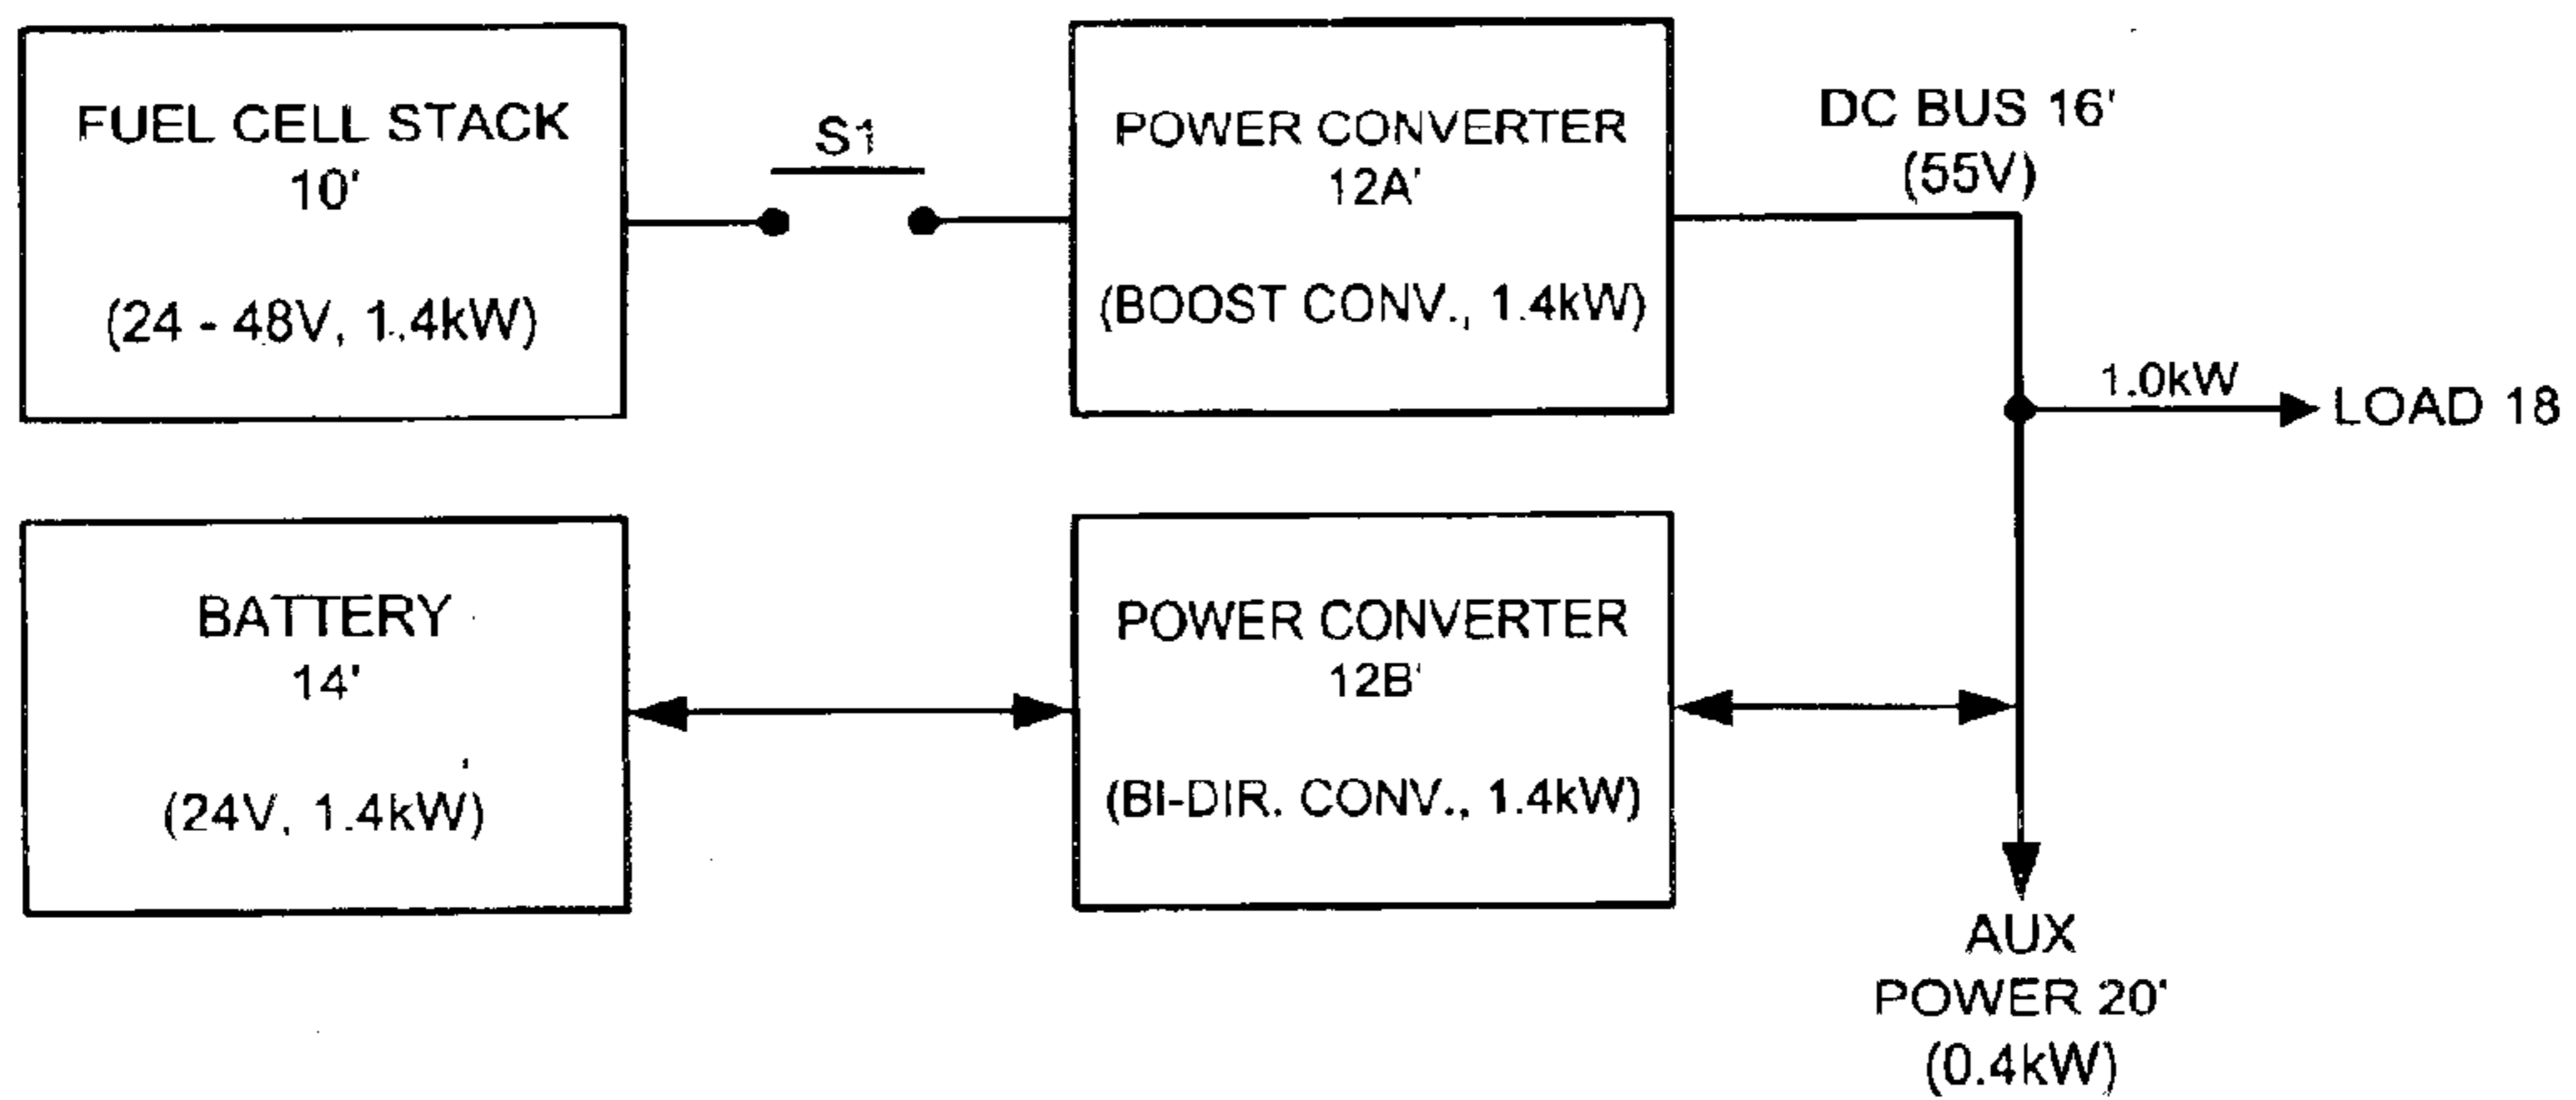 FUEL CELL STACK
10'
(24 - 48V, 1.4kW)
S1
POWER CONVERTER
12A'
(BOOST CONV., 1.4kW)
DC BUS 16'
(55V)
1.0kW
LOAD 18
BATTERY
14'
(24V, 1.4kW)
POWER CONVERTER
12B'
(BI-DIR. CONV., 1.4kW)
AUX
POWER 20'
(0.4kW)